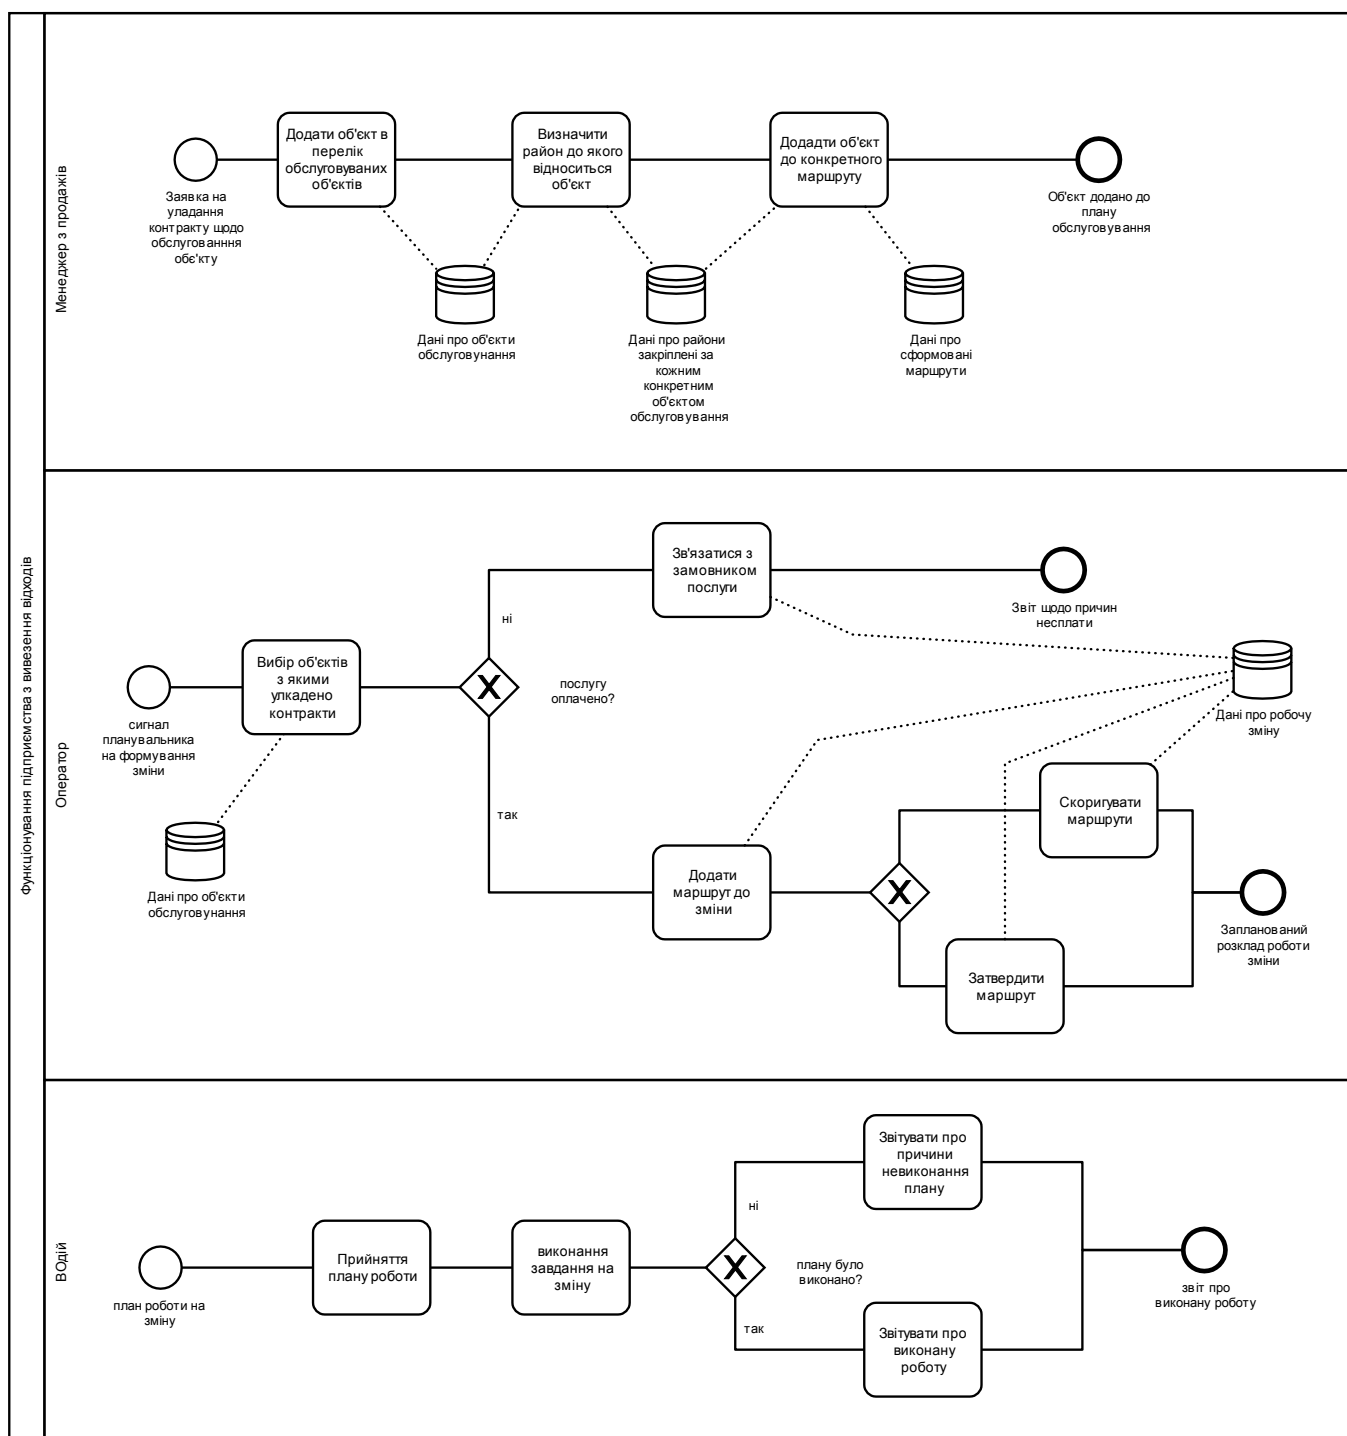 Функціонування підприємства з вивезення відходів
Менеджер з продажів
Додати об'єкт в
перелік
обслуговуваних
об'єктів
Визначити
район до якого
відноситься
об'єкт
Додадти об'єкт
до конкретного
маршруту
Заявка на
уладання
контракту щодо
обслугованння
обє'кту
Об'єкт додано до
плану
обслуговування
Дані про об'єкти
обслуговунання
Дані про райони
закріплені за
кожним
конкретним
об'єктом
обслуговування
Дані про
сформовані
маршрути
Оператор
Зв'язатися з
замовником
послуги
Звіт щодо причин
несплати
ні
Вибір об'єктів
з якими
улкадено
контракти
послугу
оплачено?
сигнал
планувальника
на формування
зміни
Дані про робочу
зміну
так
Скоригувати
маршрути
Дані про об'єкти
обслуговунання
Додати
маршрут до
зміни
Запланований
розклад роботи
зміни
Затвердити
маршрут
ВОдій
Звітувати про
причини
невиконання
плану
ні
Прийняття
плану роботи
виконання
завдання на
зміну
плану було
виконано?
план роботи на
зміну
звіт про
виконану роботу
так
Звітувати про
виконану
роботу